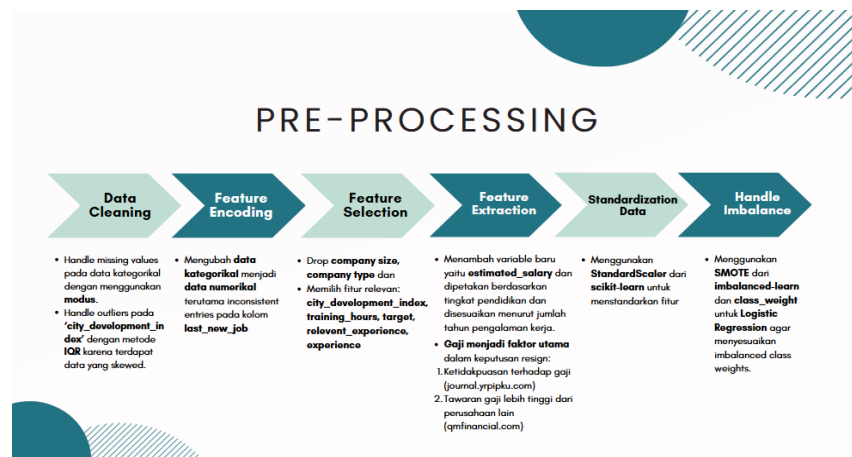 PRE-PROCESSING
Data
Cleaning
Feature
Encoding
Feature
Selection
Feature
Extraction
Standardization
Data
Handle
Imbalance
• Handle missing values
pada data kategorikal
dengan menggunakan
modus.
• Handle outliers pada
'city_development_in
dex' dengan metode
IQR karena terdapat
data yang skewed.
• Mengubah data
kategorikal menjadi
data numerikal
terutama inconsistent
entries pada kolom
last_new_job
• Drop company size,
company type dan
• Memilih fitur relevan:
city_development_index,
training_hours, target,
relevent_experience,
experience
• Menambah variable baru
yaitu estimated_salary dan
dipetakan berdasarkan
tingkat pendidikan dan
disesuaikan menurut jumlah
tahun pengalaman kerja.
• Gaji menjadi faktor utama
dalam keputusan resign:
1. Ketidakpuasan terhadap gaji
(journal.yrpipku.com)
2. Tawaran gaji lebih tinggi dari
perusahaan lain
(qmfinancial.com)
• Menggunakan
StandardScaler dari
scikit-learn untuk
menstandarkan fitur
• Menggunakan
SMOTE dari
imbalanced-learn
dan class_weight
untuk Logistic
Regression agar
menyesuaikan
imbalanced class
weights.